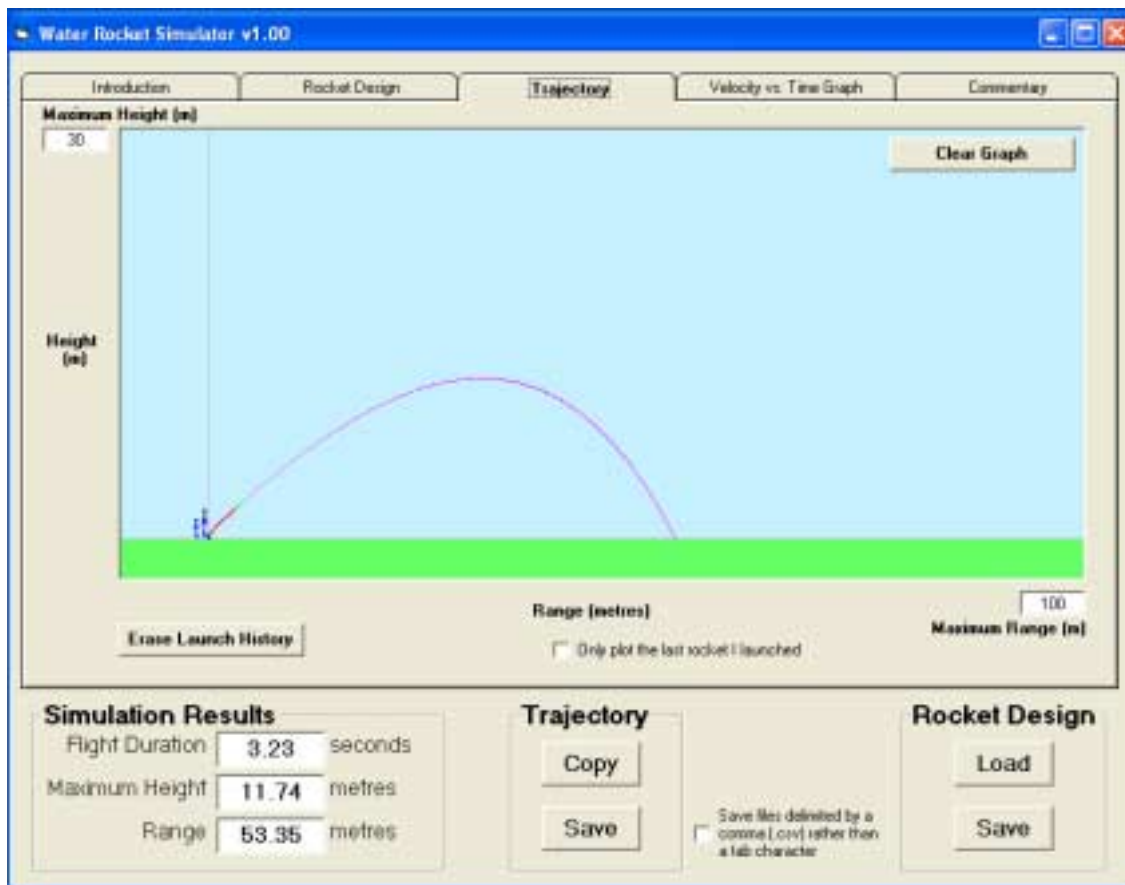 Water Rocket Simulator v1.00
Introduction
Rocket Design
Trajectory
Velocity vs. Time Graph
Commentary
Maximum Height (m)
30
Clear Graph
Height
(m)
Range (metres)
100
Maximum Range (m)
Erase Launch History
Only plot the last rocket I launched
Simulation Results
Flight Duration 3.23 seconds
Maximum Height 11.74 metres
Range 53.35 metres
Trajectory
Copy
Save
Save files delimited by a
comma (.csv) rather than
a tab character
Rocket Design
Load
Save